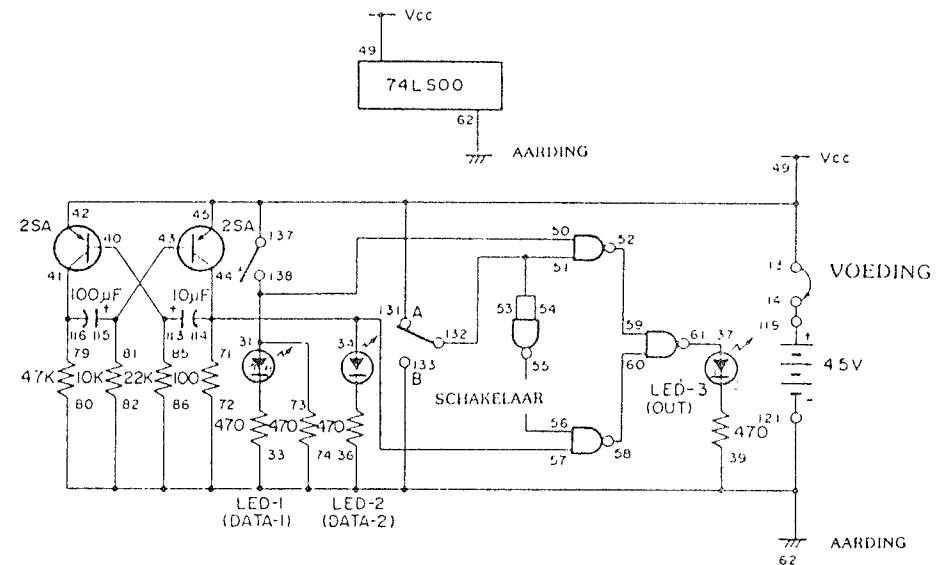 Vcc
49
74LS00
62
AARDING
Vcc
49
42
45
2SA
40
43
2SA
137
50
52
51
41
44
138
13
VOEDING
14
100µF
10µF
131
A
132
53
54
59
61
37
119
116
115
113
114
31
34
133
B
55
60
4.5V
79
81
85
71
47K
10K
22K
100
LED-3
(OUT)
SCHAKELAAR
80
82
86
72
73
56
121
470
470
470
57
58
470
33
74
36
39
LED-1
(DATA-1)
LED-2
(DATA-2)
62
AARDING